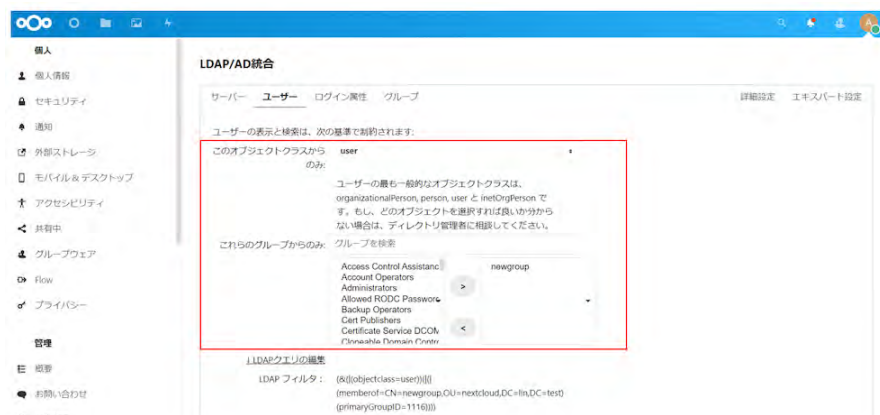 個人
個人情報
セキュリティ
通知
外部ストレージ
モバイル & デスクトップ
アクセシビリティ
共有中
グループウェア
Flow
プライバシー
管理
概要
お問い合わせ
A
LDAP/AD統合
サーバー ユーザー ログイン属性 グループ 詳細設定 エキスパート設定
ユーザーの表示と検索は、次の基準で制約されます:
このオブジェクトクラスから user
のみ:
ユーザーの最も一般的なオブジェクトクラスは、
organizationalPerson, person, user と inetOrgPerson で
す。もし、どのオブジェクトを選択すれば良いか分から
ない場合は、ディレクトリ管理者に相談してください。
これらのグループからのみ: グループを検索
Access Control Assistanc
Account Operators
Administrators
Allowed RODC Passwor
Backup Operators
Cert Publishers
Certificate Service DCOM
Cloneable Domain Contr
>
<
newgroup
↓LDAPクエリの編集
LDAP フィルタ: (&(|(objectclass=user))(|(|
(memberof=CN=newgroup,OU=nextcloud,DC=lin,DC=test)
(primaryGroupID=1116))))